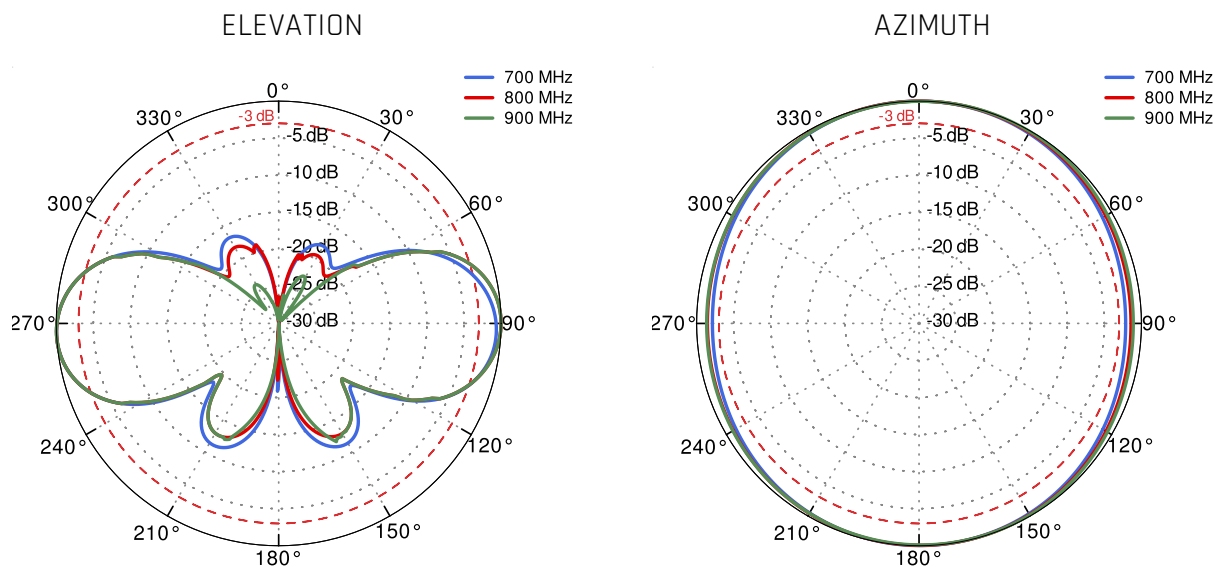 ELEVATION
700 MHz
800 MHz
900 MHz
0°
330°
30°
-3 dB
-5 dB
-10 dB
300°
60°
-15 dB
-20 dB
-25 dB
270°
-30 dB
90°
240°
120°
210°
150°
180°
AZIMUTH
700 MHz
800 MHz
900 MHz
0°
330°
30°
-3 dB
-5 dB
-10 dB
300°
60°
-15 dB
-20 dB
-25 dB
270°
-30 dB
90°
240°
120°
210°
150°
180°